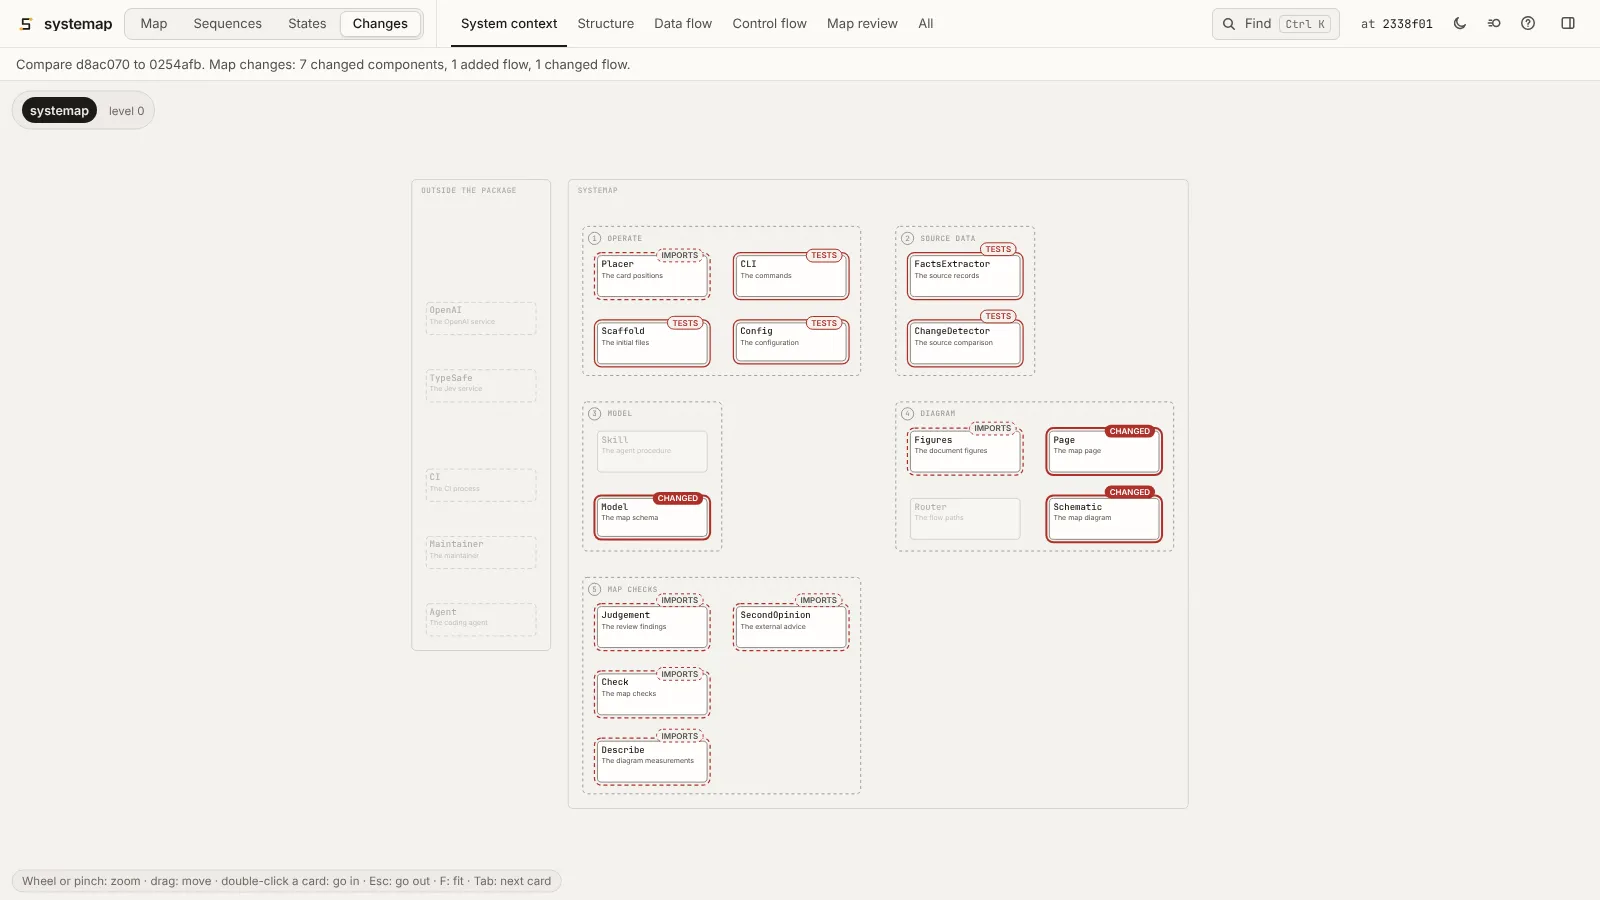 systemap
Map
Sequences
States
Changes
System context
Structure
Data flow
Control flow
Map review
All
Find
Ctrl K
at 2338f01
Compare d8ac070 to 0254afb. Map changes: 7 changed components, 1 added flow, 1 changed flow.
systemap
level 0
OUTSIDE THE PACKAGE
OpenAI
The OpenAI service
TypeSafe
The Jev service
CI
The CI process
Maintainer
The maintainer
Agent
The coding agent
SYSTEMAP
1 OPERATE
IMPORTS
Placer
The card positions
TESTS
CLI
The commands
TESTS
Scaffold
The initial files
TESTS
Config
The configuration
2 SOURCE DATA
TESTS
FactsExtractor
The source records
TESTS
ChangeDetector
The source comparison
3 MODEL
Skill
The agent procedure
CHANGED
Model
The map schema
4 DIAGRAM
IMPORTS
Figures
The document figures
CHANGED
Page
The map page
Router
The flow paths
CHANGED
Schematic
The map diagram
5 MAP CHECKS
IMPORTS
Judgement
The review findings
IMPORTS
SecondOpinion
The external advice
IMPORTS
Check
The map checks
IMPORTS
Describe
The diagram measurements
Wheel or pinch: zoom · drag: move · double-click a card: go in · Esc: go out · F: fit · Tab: next card